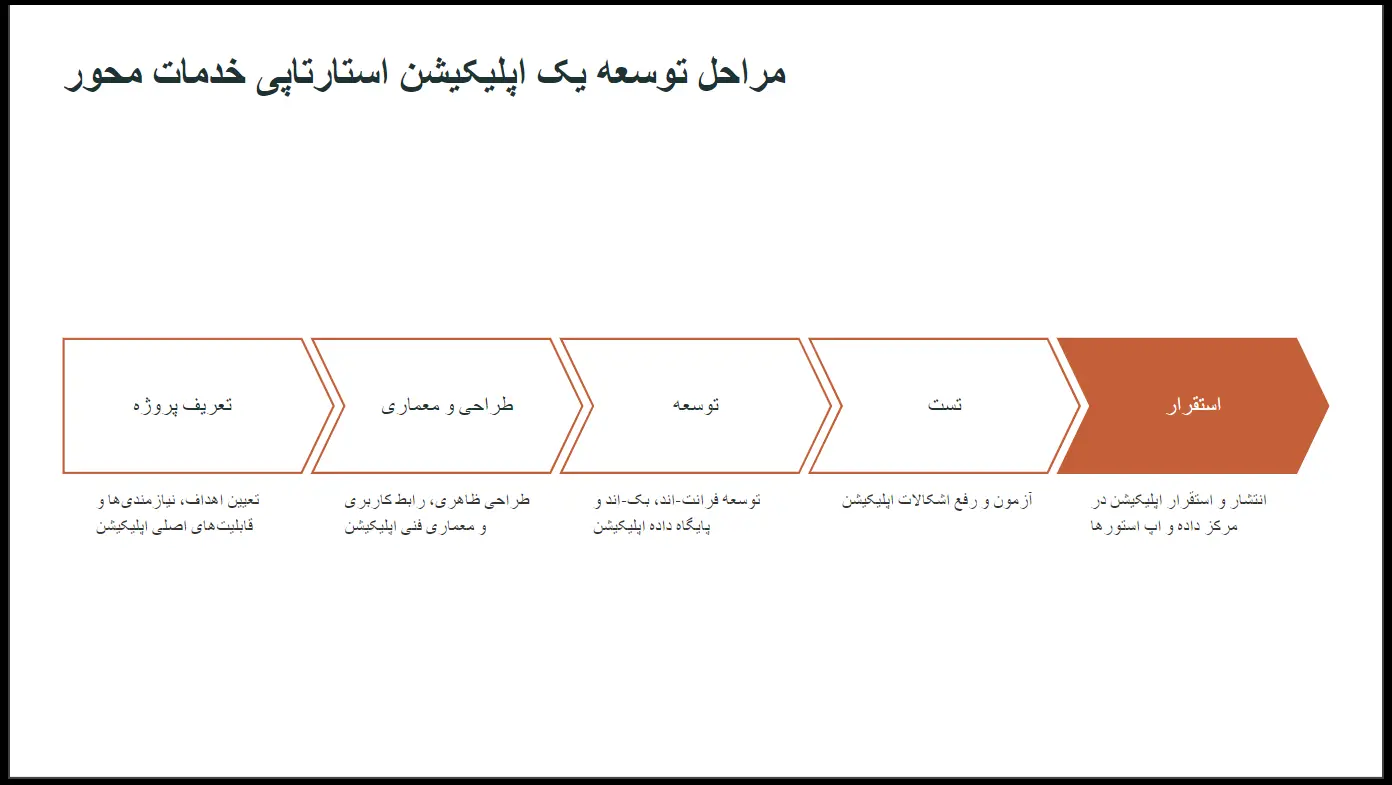 مراحل توسعه یک اپلیکیشن استارتاپی خدمات محور
تعریف پروژه
تعیین اهداف، نیازمندی‌ها و
قابلیت‌های اصلی اپلیکیشن
طراحی و معماری
طراحی ظاهری، رابط کاربری
و معماری فنی اپلیکیشن
توسعه
توسعه فرانت-اند، بک-اند و
پایگاه داده اپلیکیشن
تست
آزمون و رفع اشکالات اپلیکیشن
استقرار
انتشار و استقرار اپلیکیشن در
مرکز داده و اپ استورها